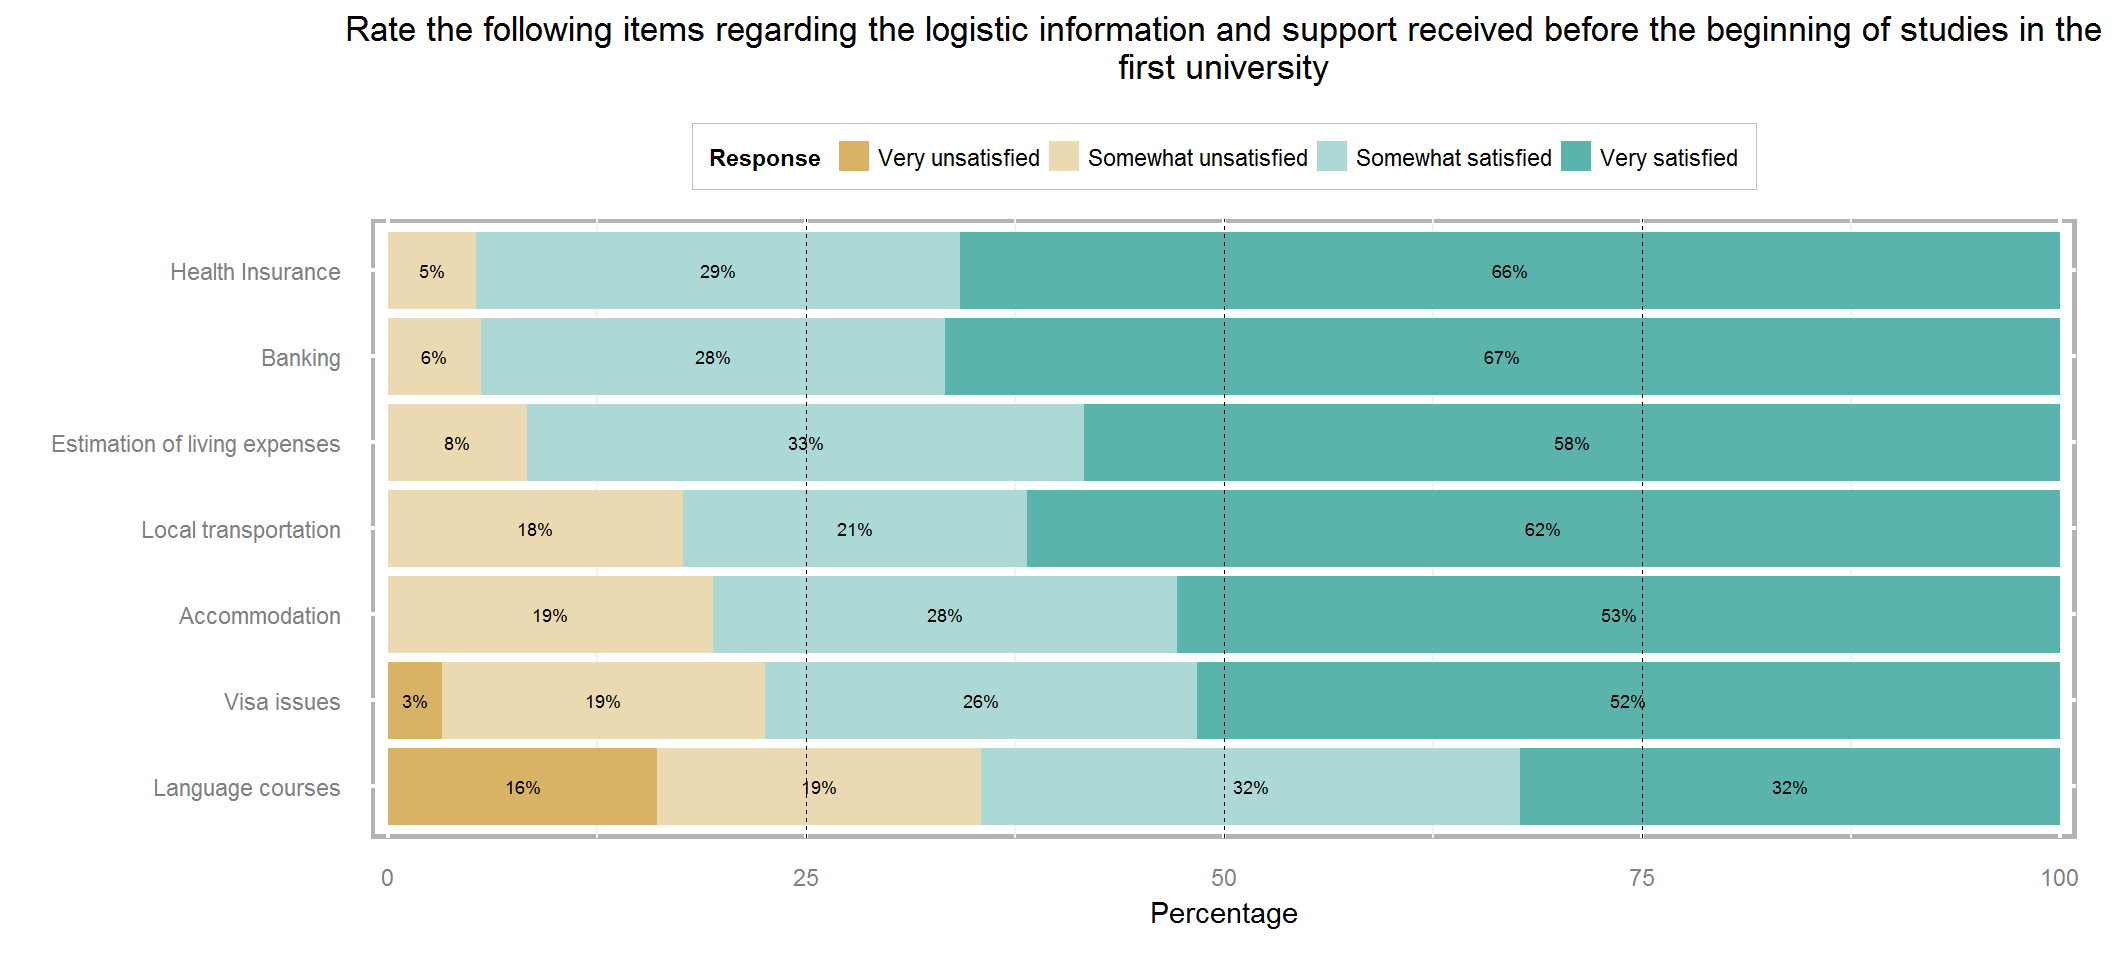 Rate the following items regarding the logistic information and support received before the beginning of studies in the
first university
Response Very unsatisfied Somewhat unsatisfied Somewhat satisfied Very satisfied
Health Insurance 5% 29% 66%
Banking 6% 28% 67%
Estimation of living expenses 8% 33% 58%
Local transportation 18% 21% 62%
Accommodation 19% 28% 53%
Visa issues 3% 19% 26% 52%
Language courses 16% 19% 32% 32%
0 25 50 75 100
Percentage